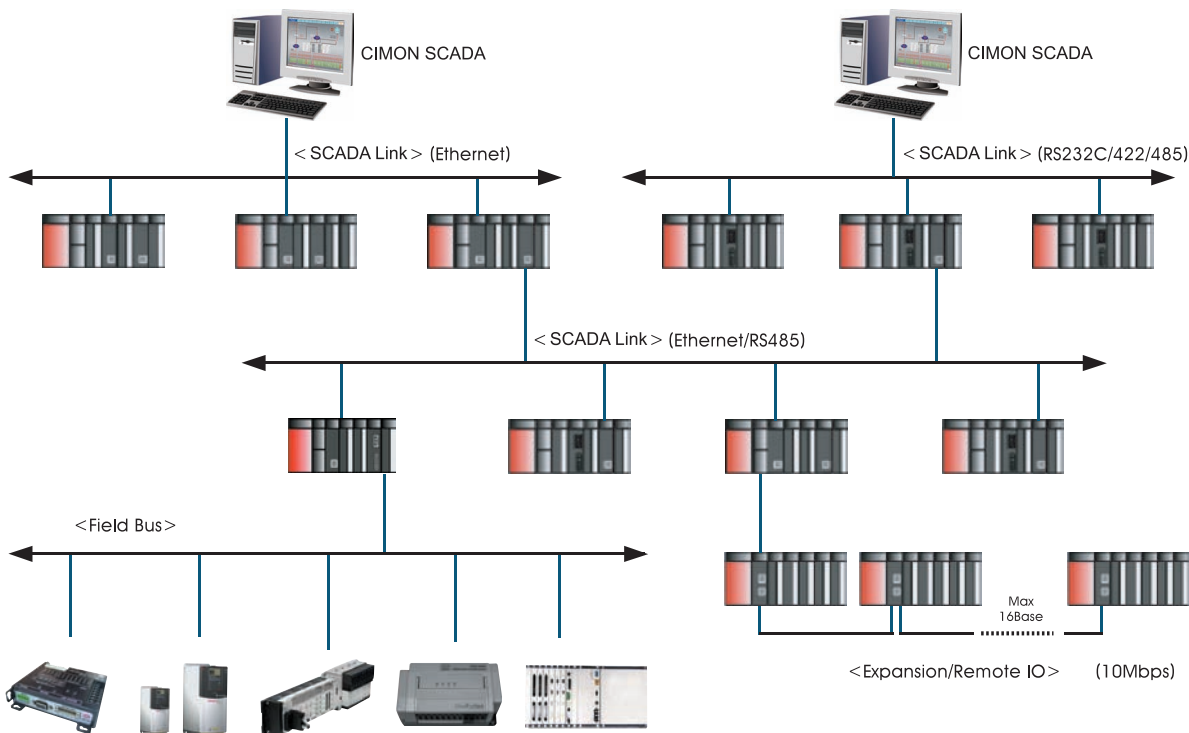 CIMON SCADA
CIMON SCADA
< SCADA Link > (Ethernet)
< SCADA Link > (RS232C/422/485)
< SCADA Link > (Ethernet/RS485)
<Field Bus>
Max
16Base
<Expansion/Remote IO> (10Mbps)